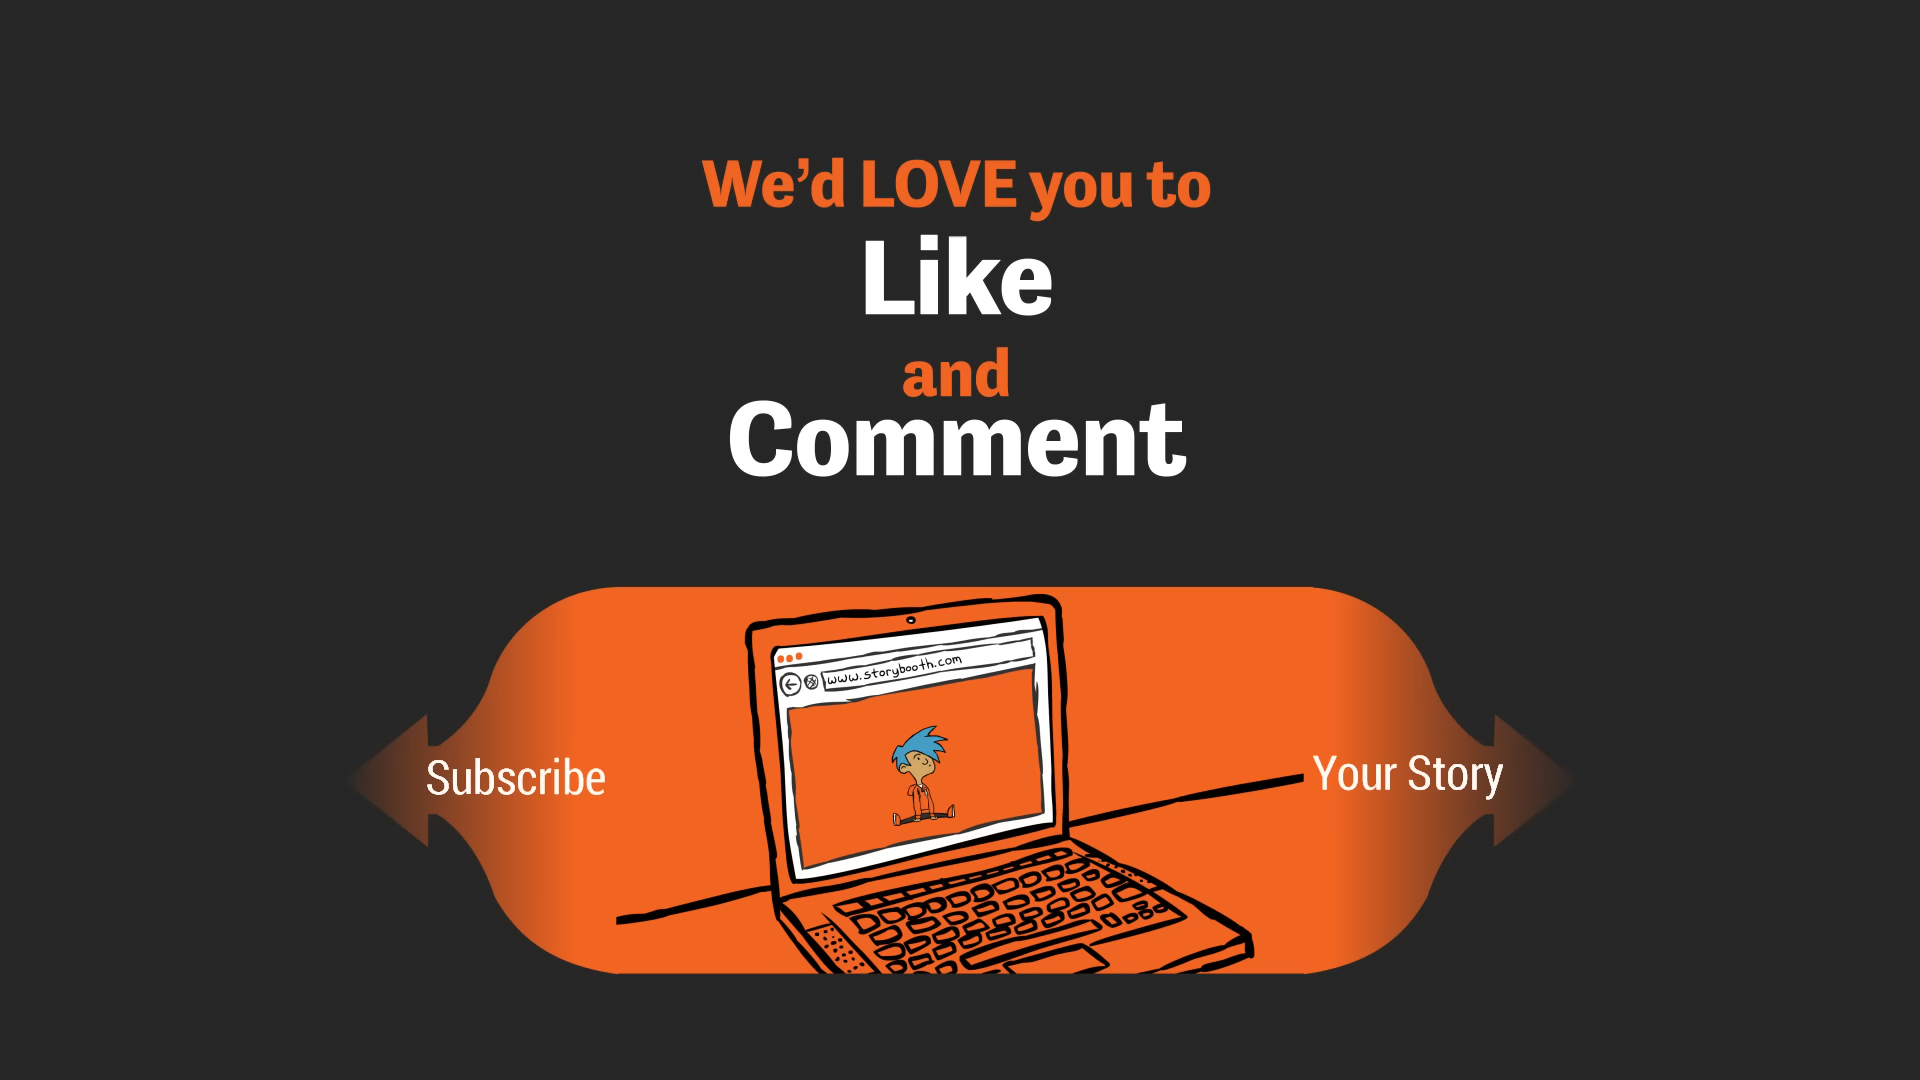 We’d LOVE you to
Like
and
Comment
www.storybooth.com
Subscribe
Your Story